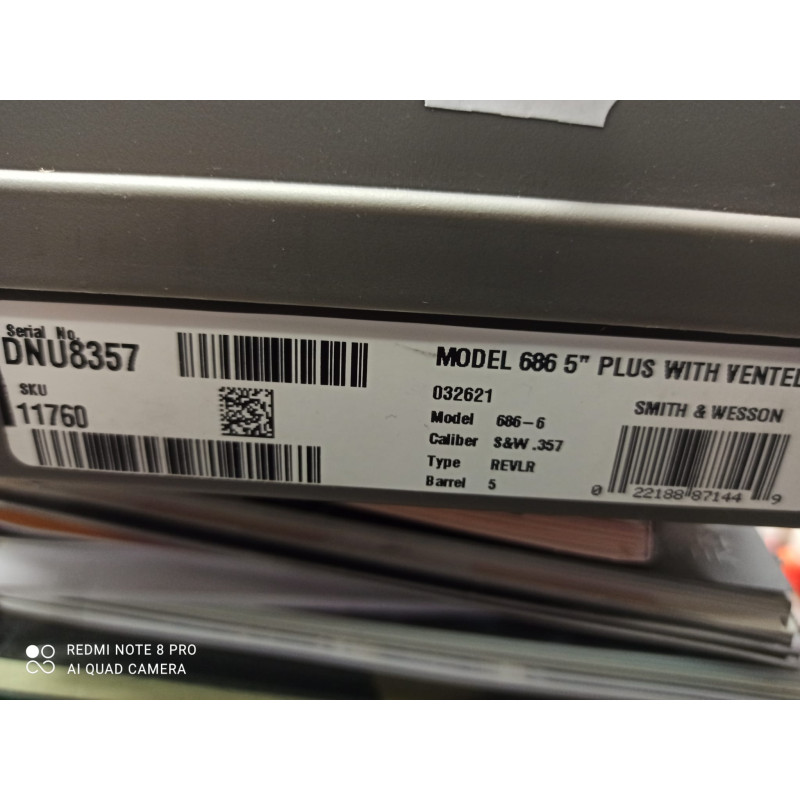 Serial No.
DNU8357
SKU
11760
MODEL 686 5" PLUS WITH VENTED
032621
Model 686-6
Caliber S&W .357
Type REVLR
Barrel 5
SMITH & WESSON
0 22188 87144 9
REDMI NOTE 8 PRO
AI QUAD CAMERA